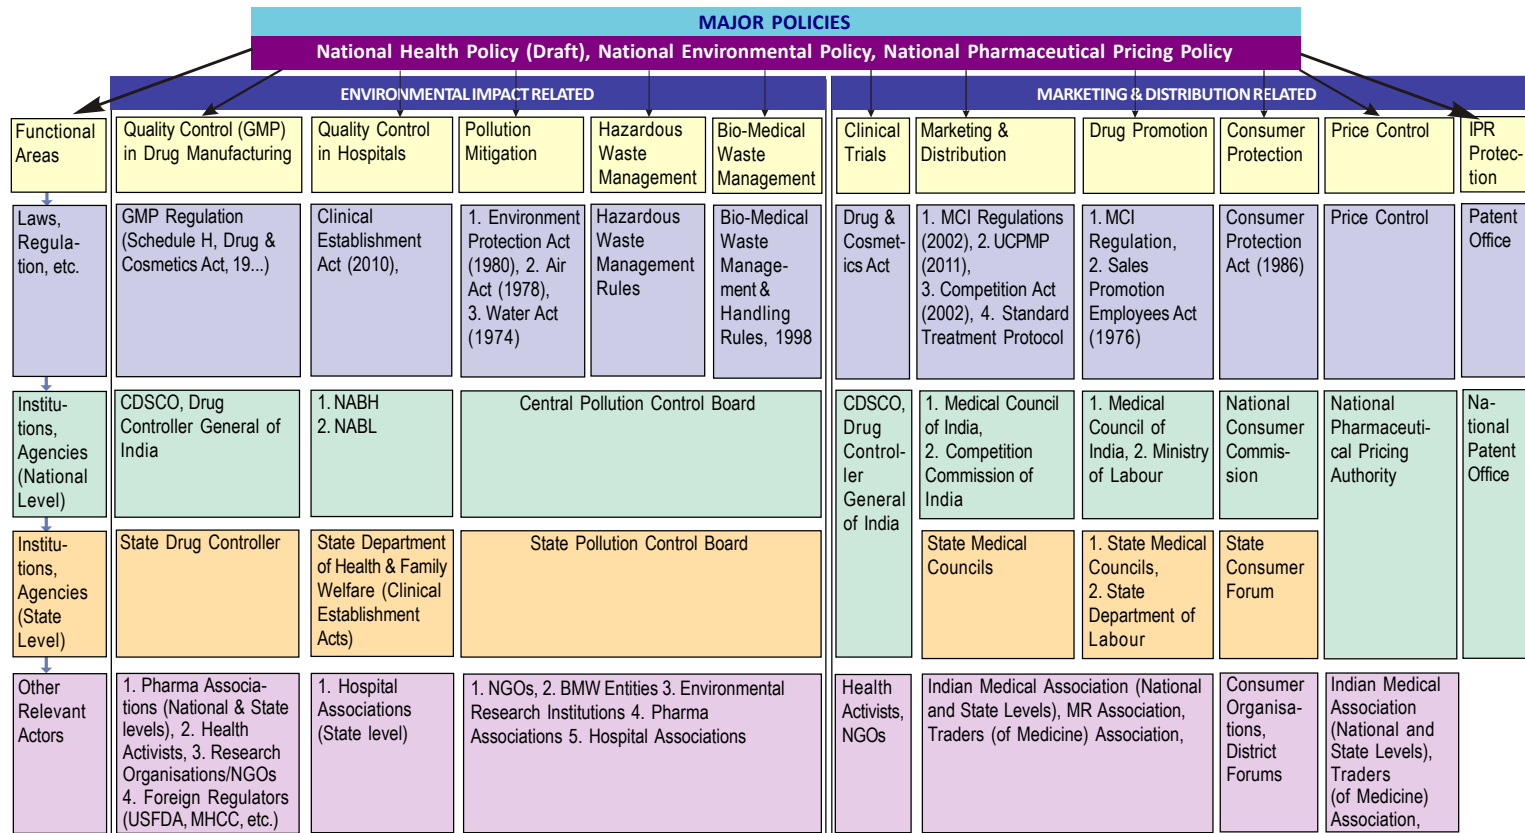 MAJOR POLICIES
National Health Policy (Draft), National Environmental Policy, National Pharmaceutical Pricing Policy
ENVIRONMENTAL IMPACT RELATED
MARKETING & DISTRIBUTION RELATED
Functional
Areas
Quality Control (GMP)
in Drug Manufacturing
Quality Control
in Hospitals
Pollution
Mitigation
Hazardous
Waste
Management
Bio-Medical
Waste
Management
Clinical
Trials
Marketing &
Distribution
Drug Promotion
Consumer
Protection
Price Control
IPR
Protec-
tion
Laws,
Regula-
tion, etc.
GMP Regulation
(Schedule H, Drug &
Cosmetics Act, 19...)
Clinical
Establishment
Act (2010),
1. Environment
Protection Act
(1980), 2. Air
Act (1978),
3. Water Act
(1974)
Hazardous
Waste
Management
Rules
Bio-Medical
Waste
Manage-
ment &
Handling
Rules, 1998
Drug &
Cosmet-
ics Act
1. MCI Regulations
(2002), 2. UCPMP
(2011),
3. Competition Act
(2002), 4. Standard
Treatment Protocol
1. MCI
Regulation,
2. Sales
Promotion
Employees Act
(1976)
Consumer
Protection
Act (1986)
Price Control
Patent
Office
Institu-
tions,
Agencies
(National
Level)
CDSCO, Drug
Controller General of
India
1. NABH
2. NABL
Central Pollution Control Board
CDSCO,
Drug
Control-
ler
General
of India
1. Medical Council
of India,
2. Competition
Commission of
India
1. Medical
Council of
India, 2. Ministry
of Labour
National
Consumer
Commis-
sion
National
Pharmaceuti-
cal Pricing
Authority
Na-
tional
Patent
Office
Institu-
tions,
Agencies
(State
Level)
State Drug Controller
State Department
of Health & Family
Welfare (Clinical
Establishment
Acts)
State Pollution Control Board
State Medical
Councils
1. State Medical
Councils,
2. State
Department of
Labour
State
Consumer
Forum
Other
Relevant
Actors
1. Pharma Associa-
tions (National & State
levels), 2. Health
Activists, 3. Research
Organisations/NGOs
4. Foreign Regulators
(USFDA, MHCC, etc.)
1. Hospital
Associations
(State level)
1. NGOs, 2. BMW Entities 3. Environmental
Research Institutions 4. Pharma
Associations 5. Hospital Associations
Health
Activists,
NGOs
Indian Medical Association (National
and State Levels), MR Association,
Traders (of Medicine) Association,
Consumer
Organisa-
tions,
District
Forums
Indian Medical
Association
(National and
State Levels),
Traders
(of Medicine)
Association,